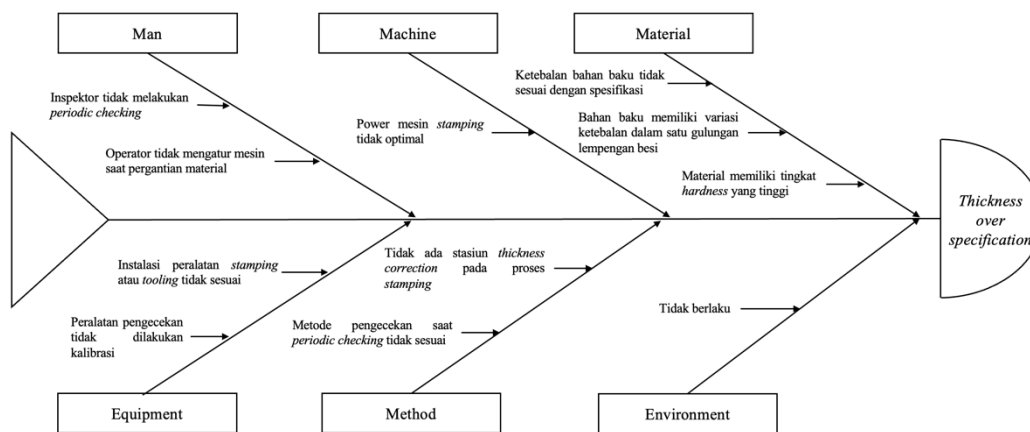 Man
Machine
Material
Inspektor tidak melakukan
periodic checking
Operator tidak mengatur mesin
saat pergantian material
Power mesin stamping
tidak optimal
Ketebalan bahan baku tidak
sesuai dengan spesifikasi
Bahan baku memiliki variasi
ketebalan dalam satu gulungan
lempengan besi
Material memiliki tingkat
hardness yang tinggi
Thickness
over
specification
Instalasi peralatan stamping
atau tooling tidak sesuai
Peralatan pengecekan
tidak dilakukan
kalibrasi
Tidak ada stasiun thickness
correction pada proses
stamping
Metode pengecekan saat
periodic checking tidak sesuai
Tidak berlaku
Equipment
Method
Environment